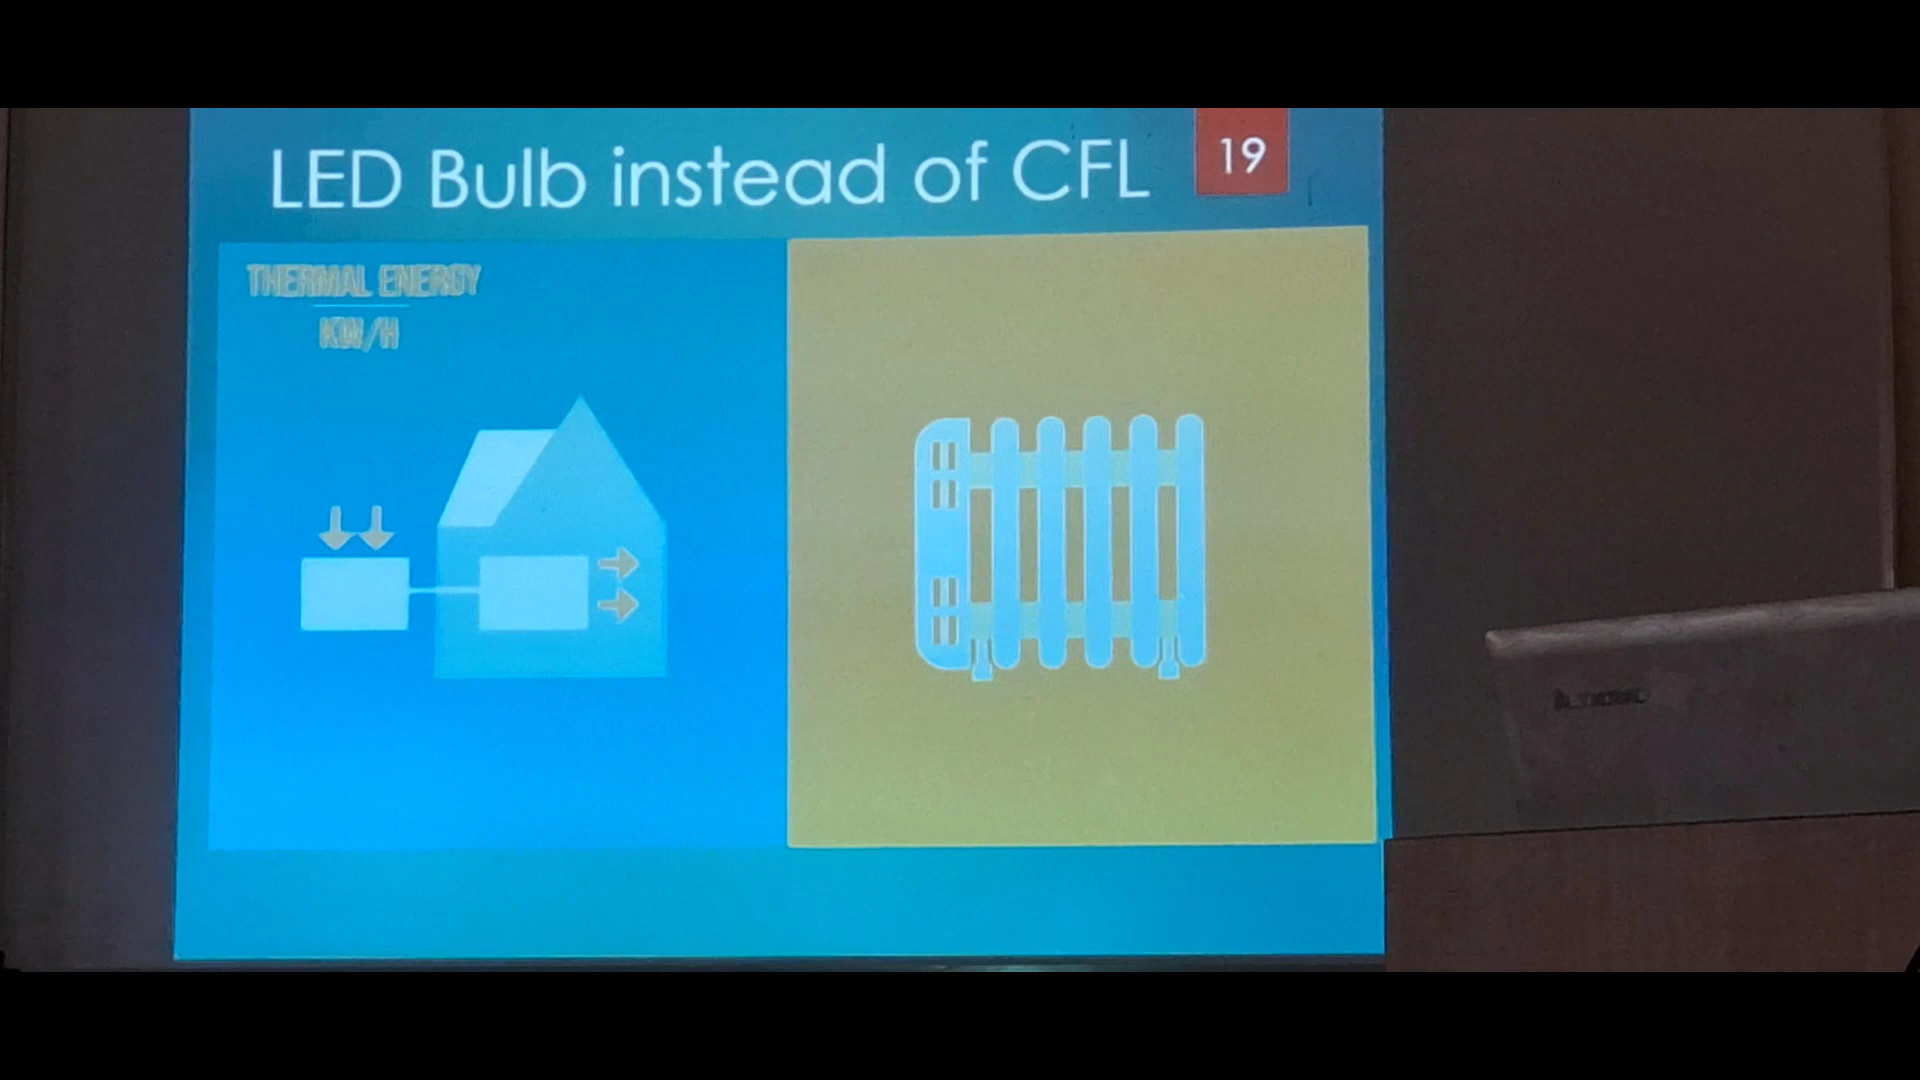 LED Bulb instead of CFL
19
THERMAL ENERGY
KW/H